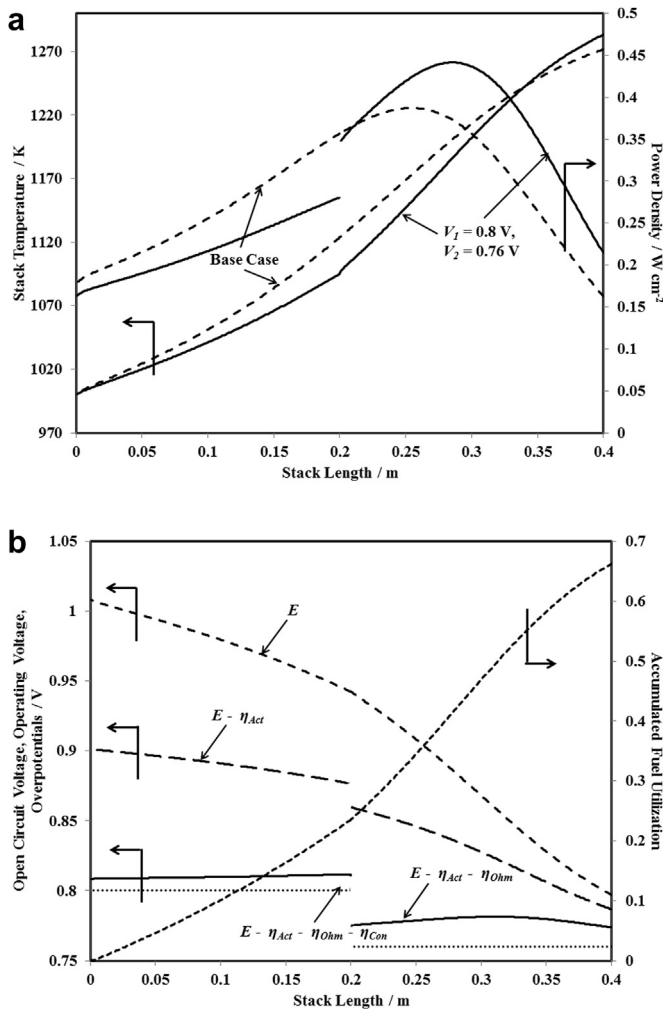 a
1270
1220
1170
1120
1070
1020
970
Stack Temperature / K
0.5
0.45
0.4
0.35
0.3
0.25
0.2
0.15
0.1
0.05
0
Power Density / W cm-2
Base Case
V1 = 0.8 V,
V2 = 0.76 V
0 0.05 0.1 0.15 0.2 0.25 0.3 0.35 0.4
Stack Length / m
b
1.05
1
0.95
0.9
0.85
0.8
0.75
Open Circuit Voltage, Operating Voltage,
Overpotentials / V
0.7
0.6
0.5
0.4
0.3
0.2
0.1
0
Accumulated Fuel Utilization
E
E - ηAct
E - ηAct - ηOhm
E - ηAct - ηOhm - ηCon
0 0.05 0.1 0.15 0.2 0.25 0.3 0.35 0.4
Stack Length / m